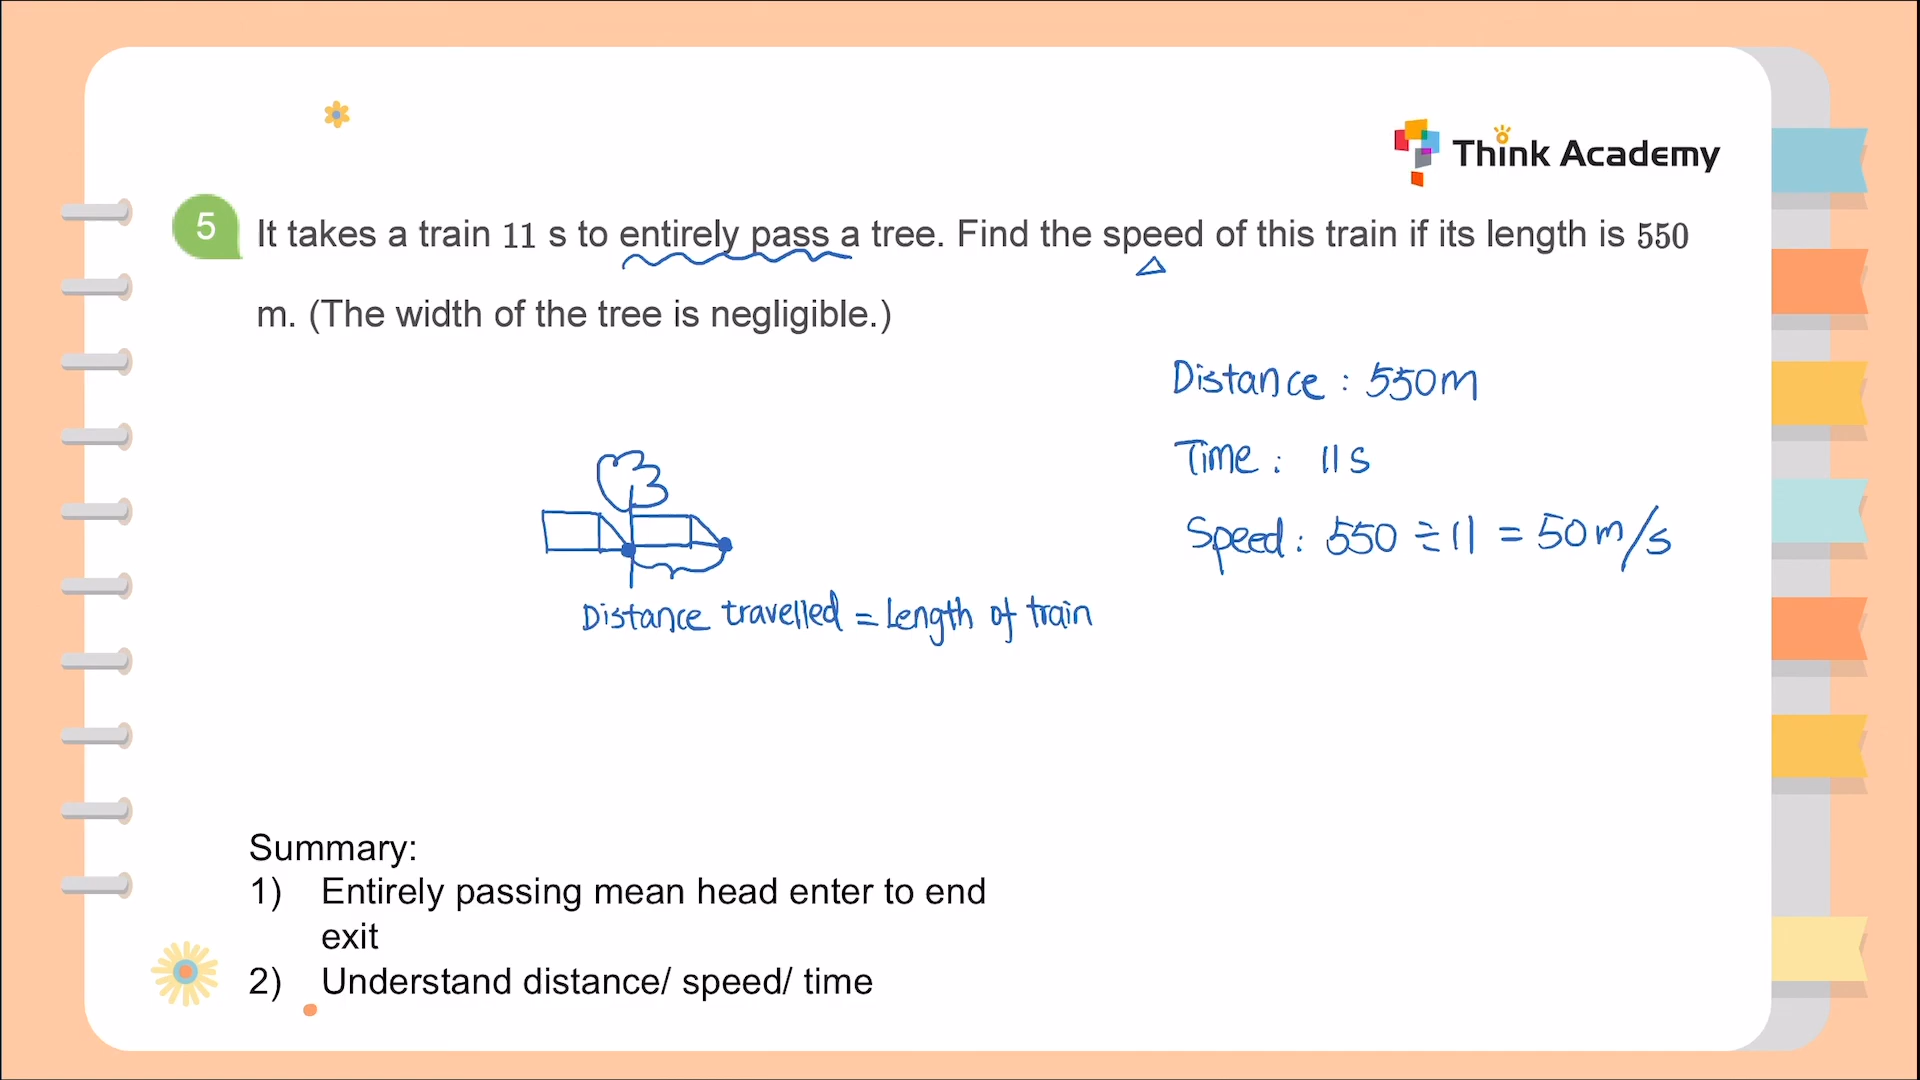 Think Academy
5
It takes a train 11 s to entirely pass a tree. Find the speed of this train if its length is 550
m. (The width of the tree is negligible.)
Distance : 550m
Time : 11s
Speed : 550 ÷ 11 = 50m/s
Distance travelled = Length of train
Summary:
1) Entirely passing mean head enter to end
exit
2) Understand distance/ speed/ time